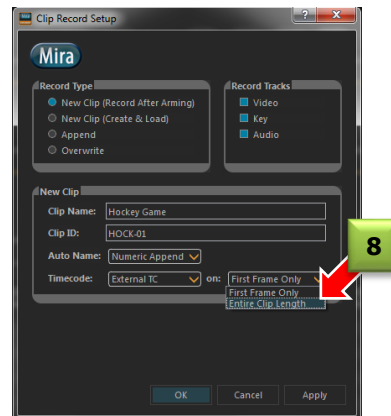 Clip Record Setup
Mira
Record Type
New Clip (Record After Arming)
New Clip (Create & Load)
Append
Overwrite
Record Tracks
Video
Key
Audio
New Clip
Clip Name: Hockey Game
Clip ID: HOCK-01
Auto Name: Numeric Append
Timecode: External TC on: First Frame Only
First Frame Only
Entire Clip Length
8
OK Cancel Apply